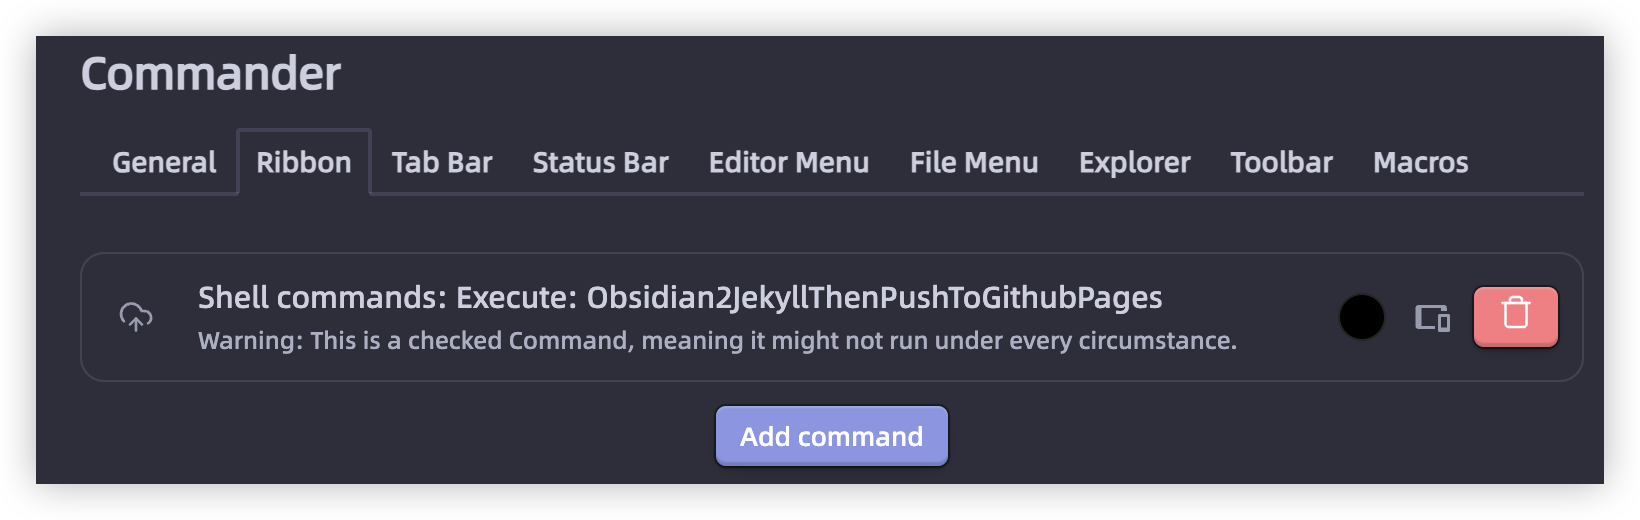 Commander
General Ribbon Tab Bar Status Bar Editor Menu File Menu Explorer Toolbar Macros
Shell commands: Execute: Obsidian2JekyllThenPushToGithubPages
Warning: This is a checked Command, meaning it might not run under every circumstance.
Add command